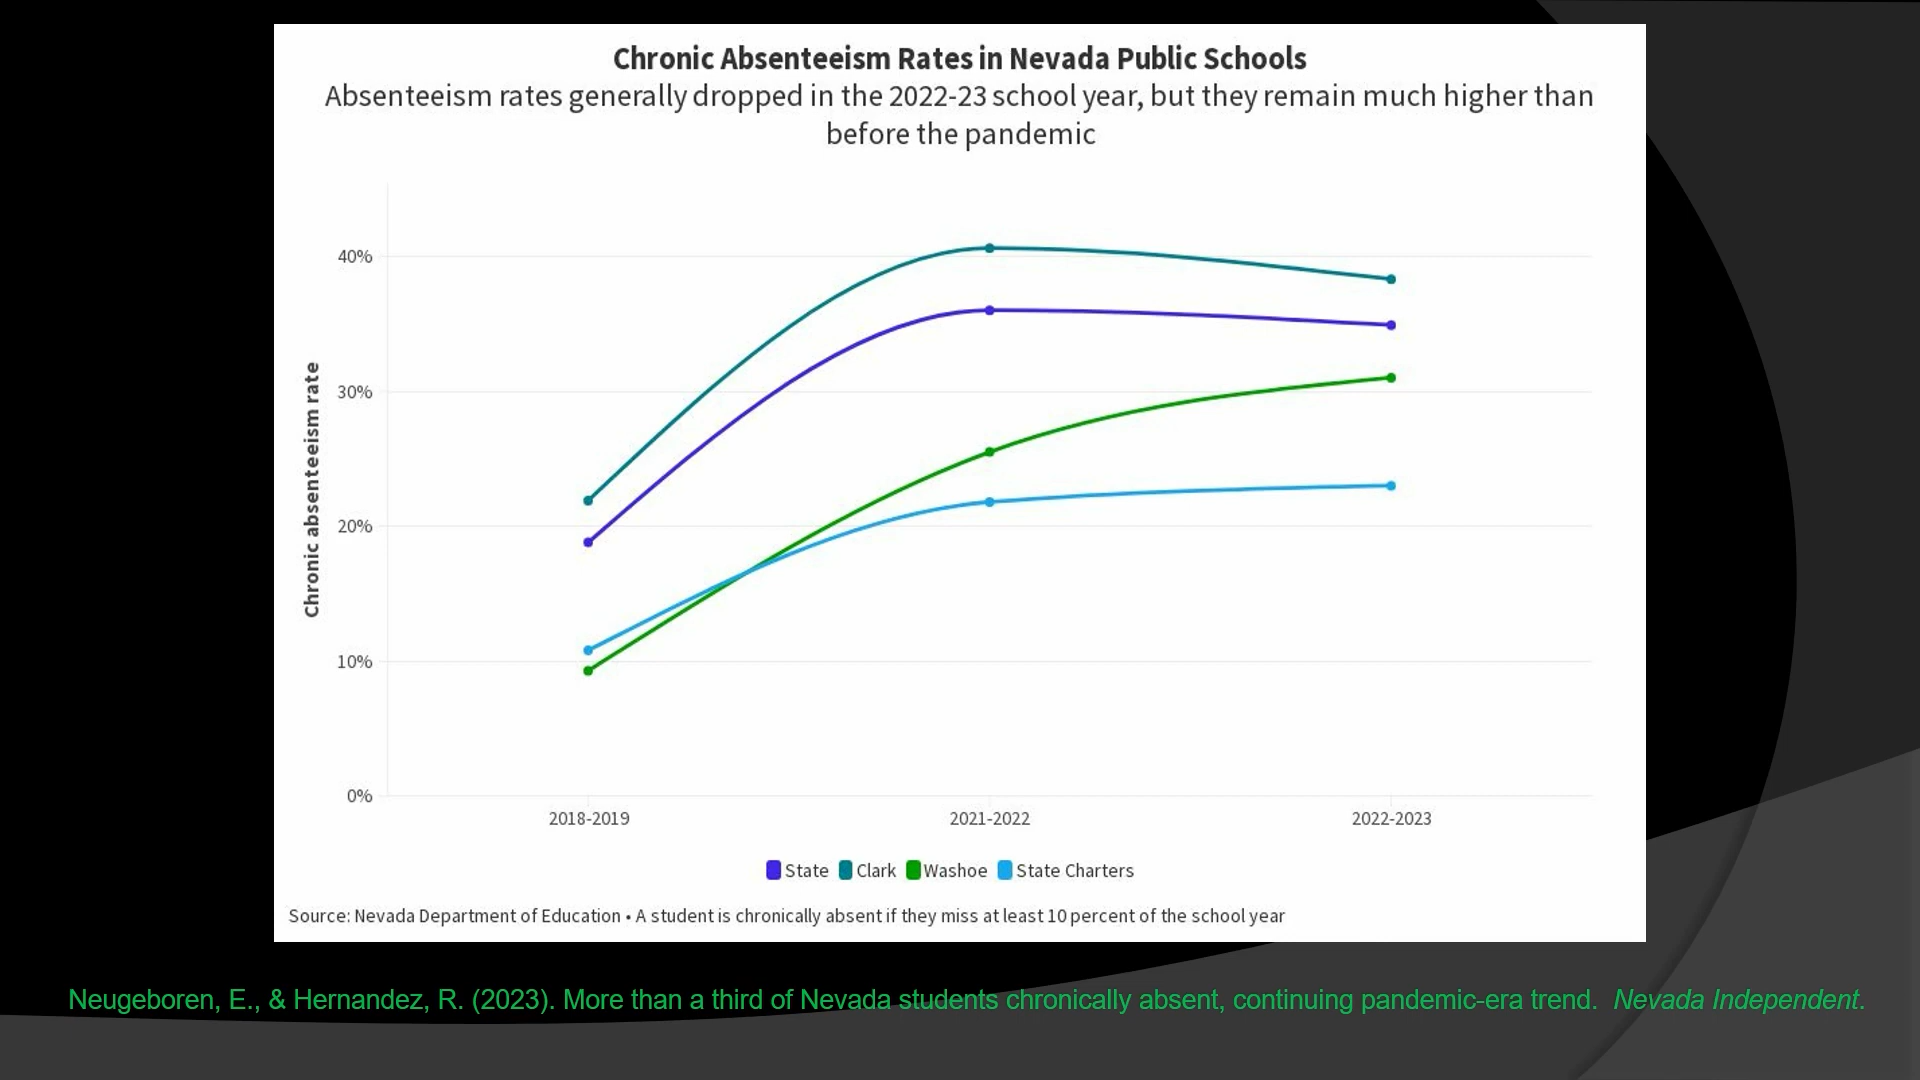 Chronic Absenteeism Rates in Nevada Public Schools
Absenteeism rates generally dropped in the 2022-23 school year, but they remain much higher than
before the pandemic
Chronic absenteeism rate
40%
30%
20%
10%
0%
2018-2019 2021-2022 2022-2023
State Clark Washoe State Charters
Source: Nevada Department of Education • A student is chronically absent if they miss at least 10 percent of the school year
Neugeboren, E., & Hernandez, R. (2023). More than a third of Nevada students chronically absent, continuing pandemic-era trend. Nevada Independent.